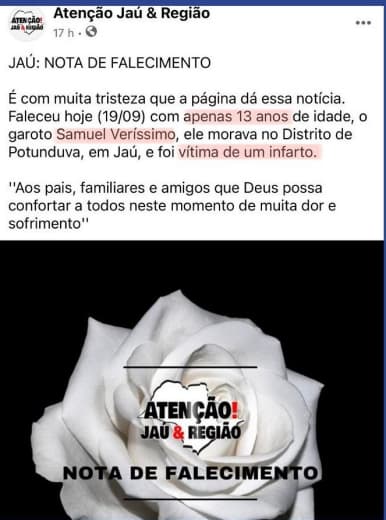 ATENÇÃO!
JAÚ & REGIÃO
Atenção Jaú & Região
17 h ·
JAÚ: NOTA DE FALECIMENTO
É com muita tristeza que a página dá essa notícia.
Faleceu hoje (19/09) com apenas 13 anos de idade, o
garoto Samuel Veríssimo, ele morava no Distrito de
Potunduva, em Jaú, e foi vítima de um infarto.
''Aos pais, familiares e amigos que Deus possa
confortar a todos neste momento de muita dor e
sofrimento''
ATENÇÃO!
JAÚ & REGIÃO
NOTA DE FALECIMENTO